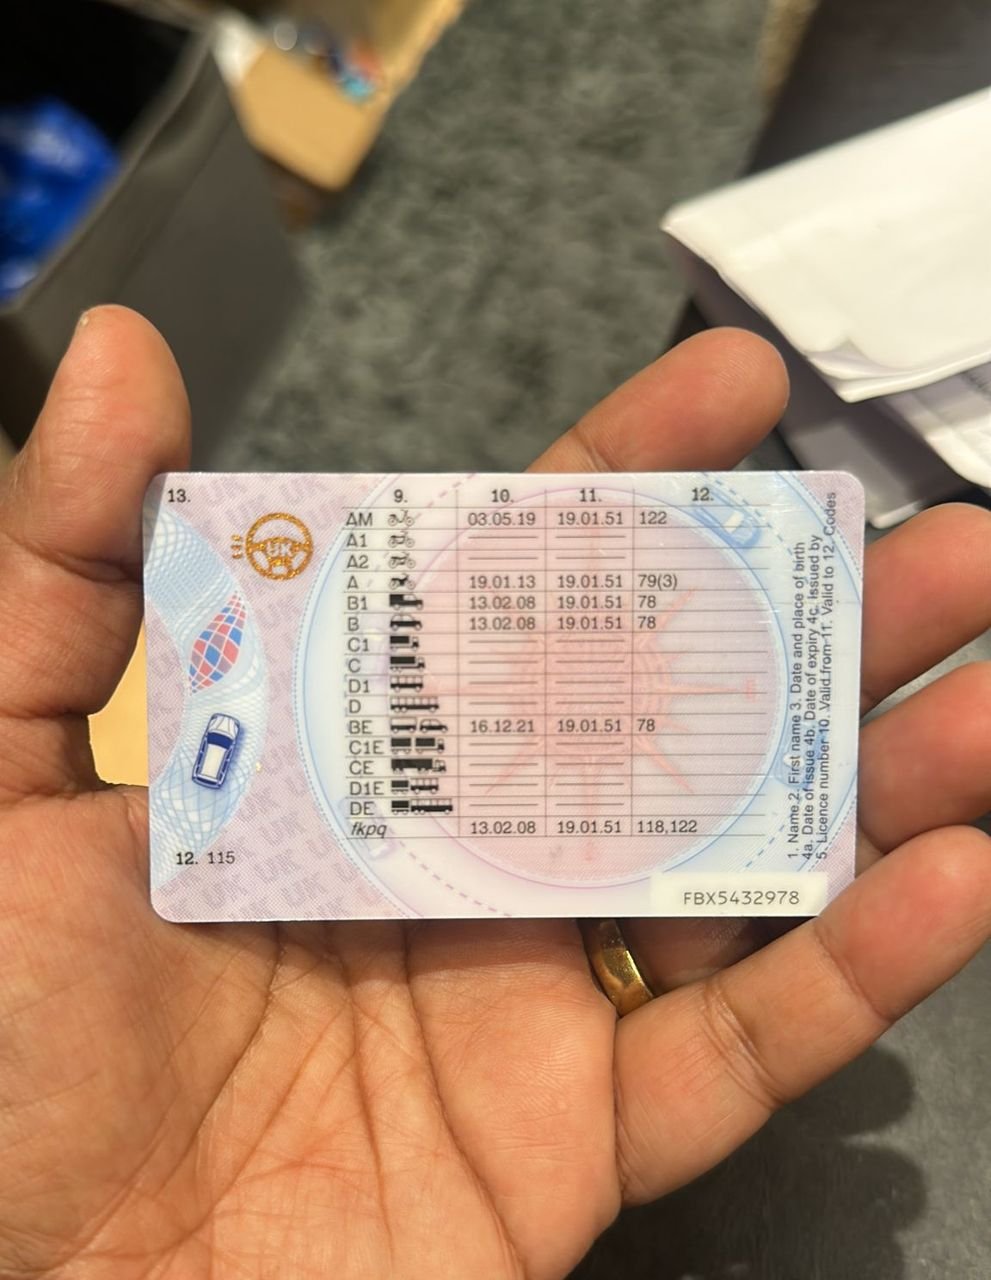 13. 9. 10. 11. 12.
UK
AM 03.05.19 19.01.51 122
A1
A2
A 19.01.13 19.01.51 79(3)
B1 13.02.08 19.01.51 78
B 13.02.08 19.01.51 78
C1
C
D1
D
BE 16.12.21 19.01.51 78
C1E
CE
D1E
DE
fkpq 13.02.08 19.01.51 118,122
12. 115
FBX5432978
1. Name 2. First name 3. Date and place of birth
4a. Date of issue 4b. Date of expiry 4c. Issued by
5. Licence number 10. Valid from 11. Valid to 12. Codes